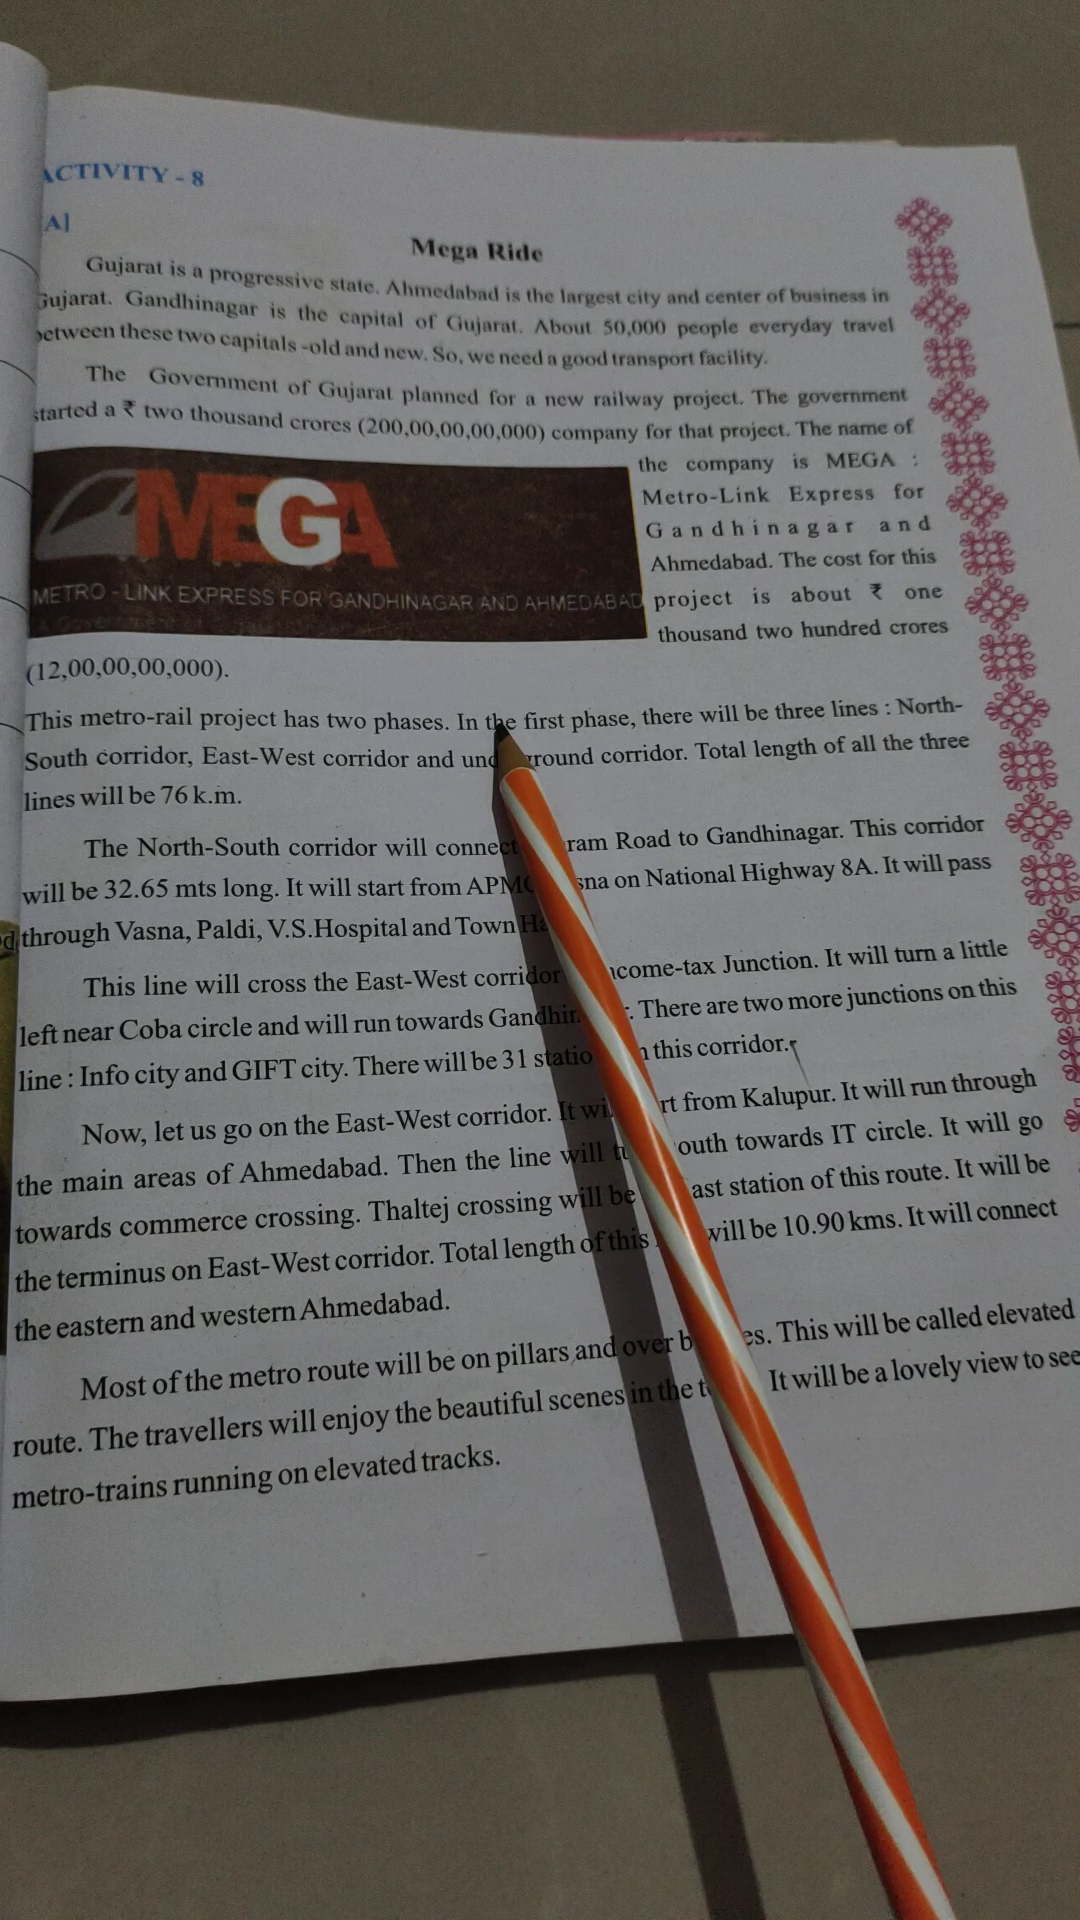 ACTIVITY - 8
A]
Mega Ride
Gujarat is a progressive state. Ahmedabad is the largest city and center of business in
Gujarat. Gandhinagar is the capital of Gujarat. About 50,000 people everyday travel
between these two capitals -old and new. So, we need a good transport facility.
The Government of Gujarat planned for a new railway project. The government
started a ₹ two thousand crores (200,00,00,00,000) company for that project. The name of
the company is MEGA :
Metro-Link Express for
Gandhinagar and
Ahmedabad. The cost for this
project is about ₹ one
thousand two hundred crores
MEGA
METRO - LINK EXPRESS FOR GANDHINAGAR AND AHMEDABAD
(12,00,00,00,000).
This metro-rail project has two phases. In the first phase, there will be three lines : North-
South corridor, East-West corridor and und ground corridor. Total length of all the three
lines will be 76 k.m.
The North-South corridor will connect ram Road to Gandhinagar. This corridor
will be 32.65 mts long. It will start from APMC sna on National Highway 8A. It will pass
through Vasna, Paldi, V.S.Hospital and Town Ha
This line will cross the East-West corridor ncome-tax Junction. It will turn a little
left near Coba circle and will run towards Gandhin . There are two more junctions on this
line : Info city and GIFT city. There will be 31 statio n this corridor.
Now, let us go on the East-West corridor. It wi rt from Kalupur. It will run through
the main areas of Ahmedabad. Then the line will tu outh towards IT circle. It will go
towards commerce crossing. Thaltej crossing will be ast station of this route. It will be
the terminus on East-West corridor. Total length of this will be 10.90 kms. It will connect
the eastern and western Ahmedabad.
Most of the metro route will be on pillars and over b es. This will be called elevated
route. The travellers will enjoy the beautiful scenes in the t It will be a lovely view to see
metro-trains running on elevated tracks.